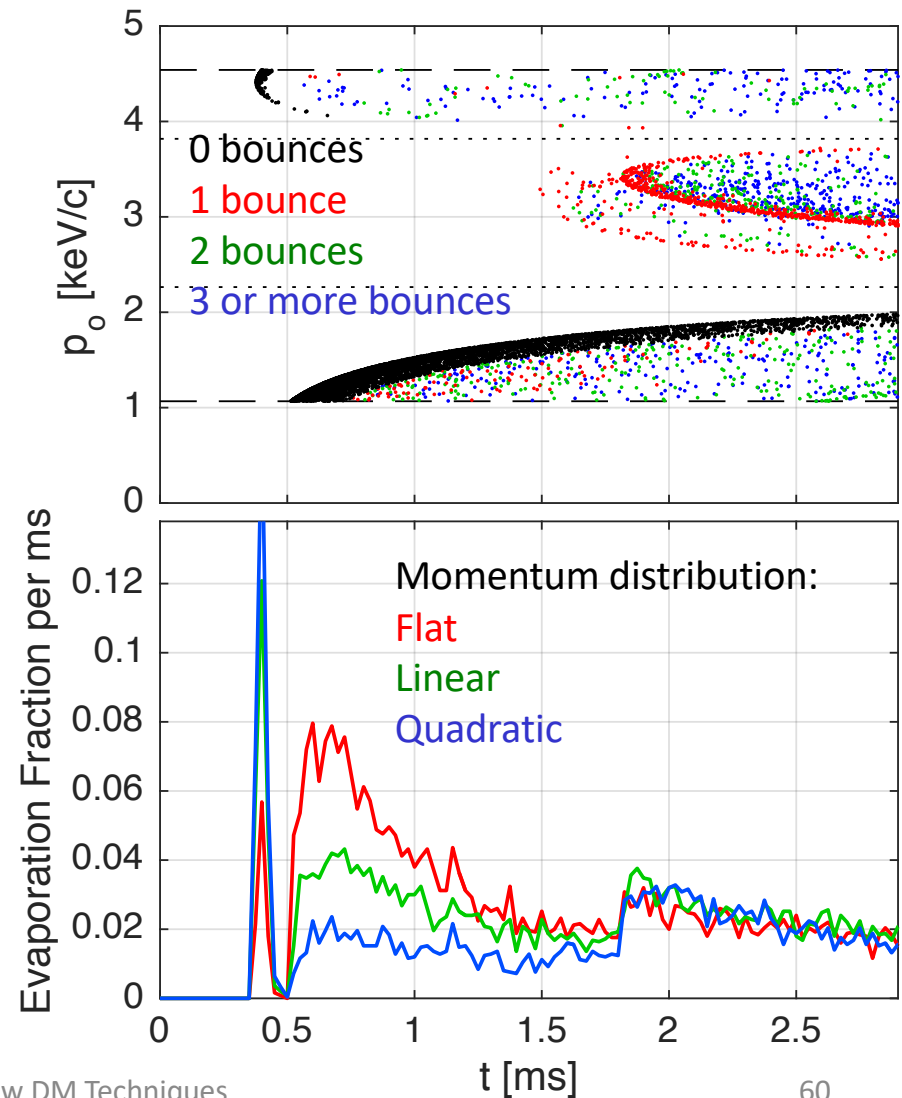 5
4
3
2
1
0
p_o [keV/c]
0 bounces
1 bounce
2 bounces
3 or more bounces
0.12
0.1
0.08
0.06
0.04
0.02
0
Evaporation Fraction per ms
Momentum distribution:
Flat
Linear
Quadratic
0 0.5 1 1.5 2 2.5
t [ms]
w DM Techniques
60